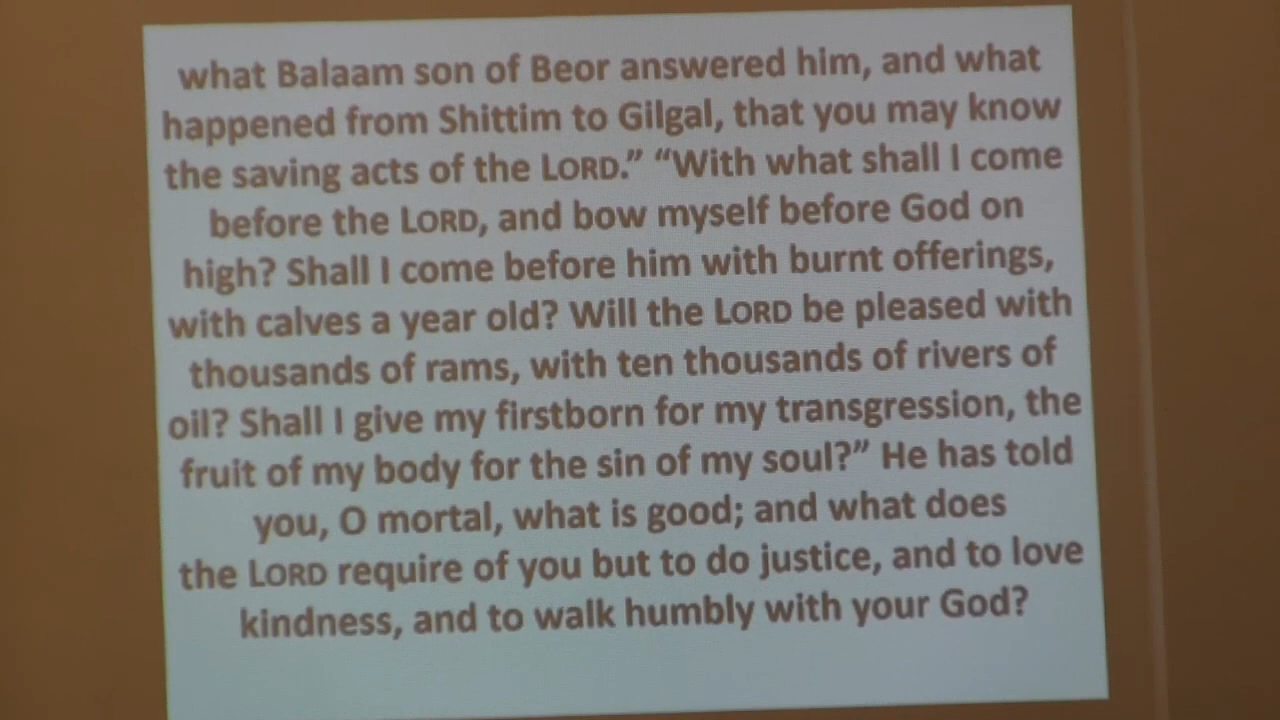 what Balaam son of Beor answered him, and what
happened from Shittim to Gilgal, that you may know
the saving acts of the LORD.” “With what shall I come
before the LORD, and bow myself before God on
high? Shall I come before him with burnt offerings,
with calves a year old? Will the LORD be pleased with
thousands of rams, with ten thousands of rivers of
oil? Shall I give my firstborn for my transgression, the
fruit of my body for the sin of my soul?” He has told
you, O mortal, what is good; and what does
the LORD require of you but to do justice, and to love
kindness, and to walk humbly with your God?